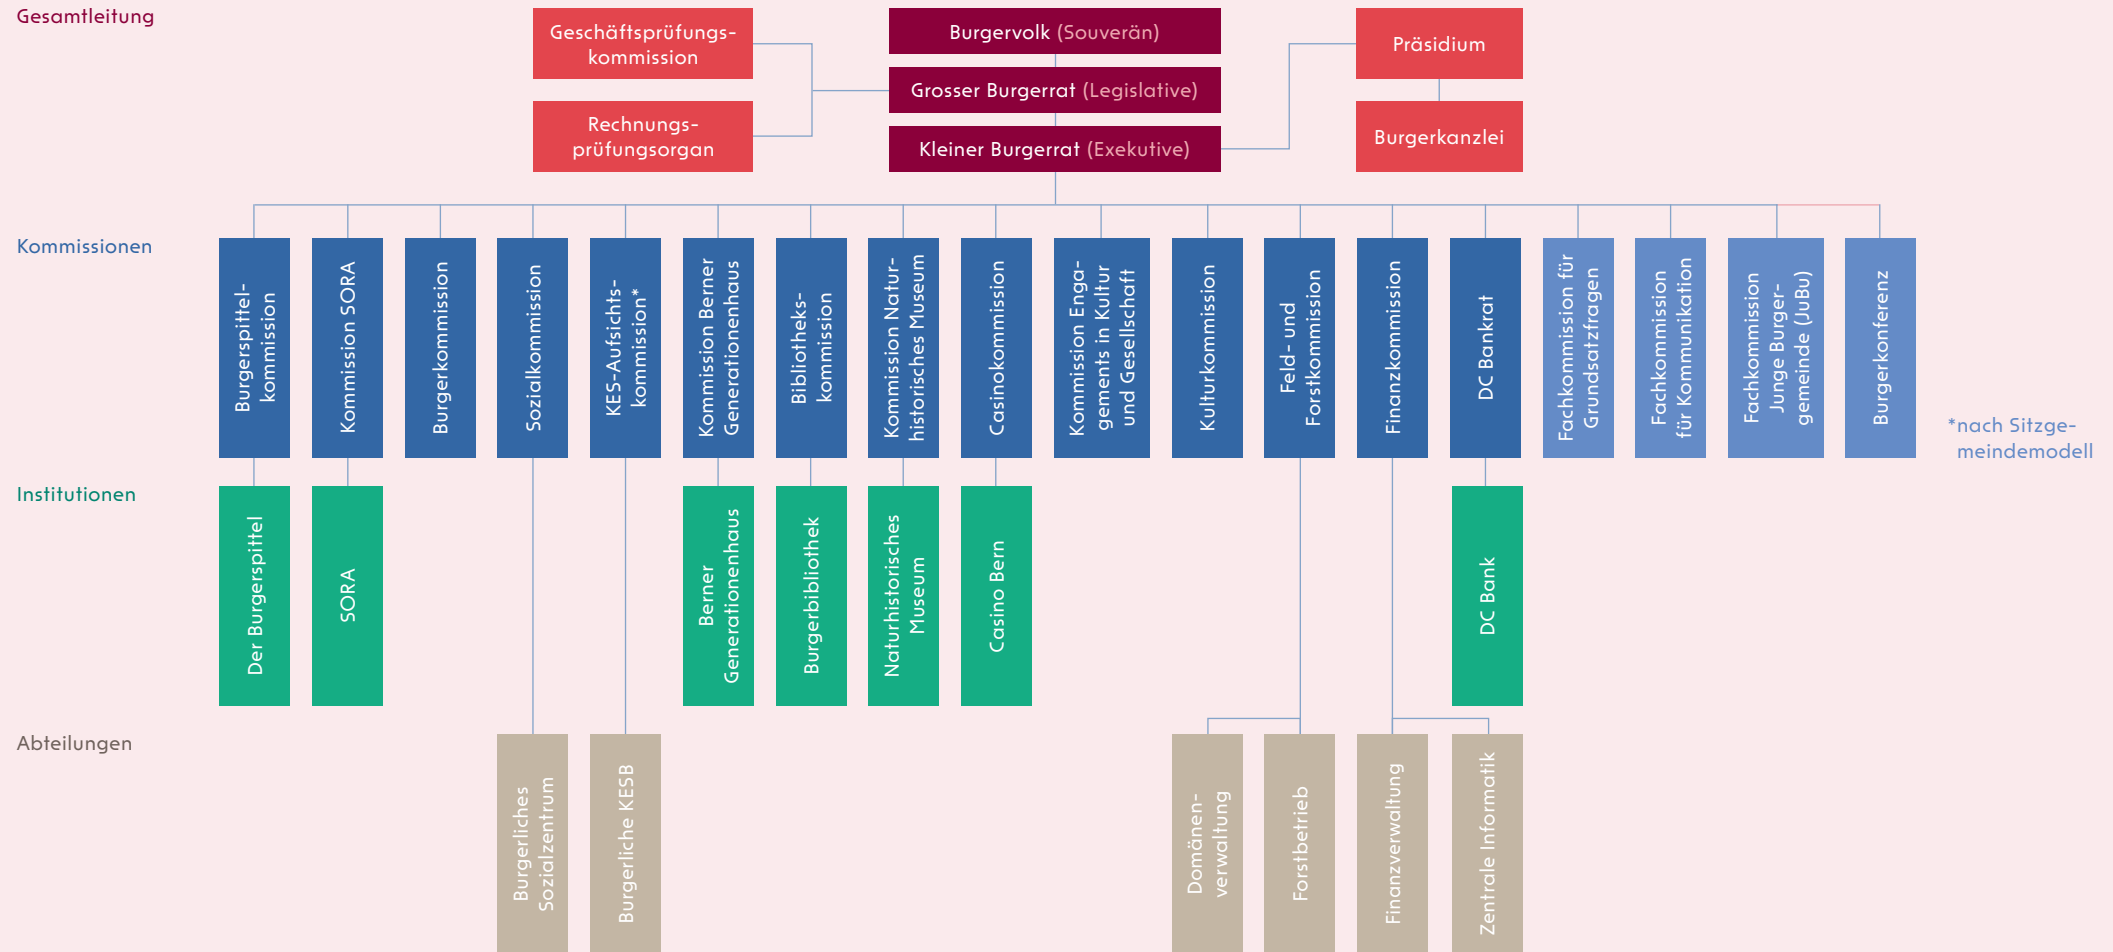 Gesamtleitung
Geschäftsprüfungs-
kommission
Rechnungs-
prüfungsorgan
Burgervolk (Souverän)
Grosser Burgerrat (Legislative)
Kleiner Burgerrat (Exekutive)
Präsidium
Burgerkanzlei
Kommissionen
Burgerspittel-
kommission
Kommission SORA
Burgerkommission
Sozialkommission
KES-Aufsichts-
kommission*
Kommission Berner
Generationenhaus
Bibliotheks-
kommission
Kommission Natur-
historisches Museum
Casinokommission
Kommission Enga-
gements in Kultur
und Gesellschaft
Kulturkommission
Feld- und
Forstkommission
Finanzkommission
DC Bankrat
Fachkommission für
Grundsatzfragen
Fachkommission
für Kommunikation
Fachkommission
Junge Burger-
gemeinde (JuBu)
Burgerkonferenz
*nach Sitzge-
meindemodell
Institutionen
Der Burgerspittel
SORA
Berner
Generationenhaus
Burgerbibliothek
Naturhistorisches
Museum
Casino Bern
DC Bank
Abteilungen
Burgerliches
Sozialzentrum
Burgerliche KESB
Domänen-
verwaltung
Forstbetrieb
Finanzverwaltung
Zentrale Informatik